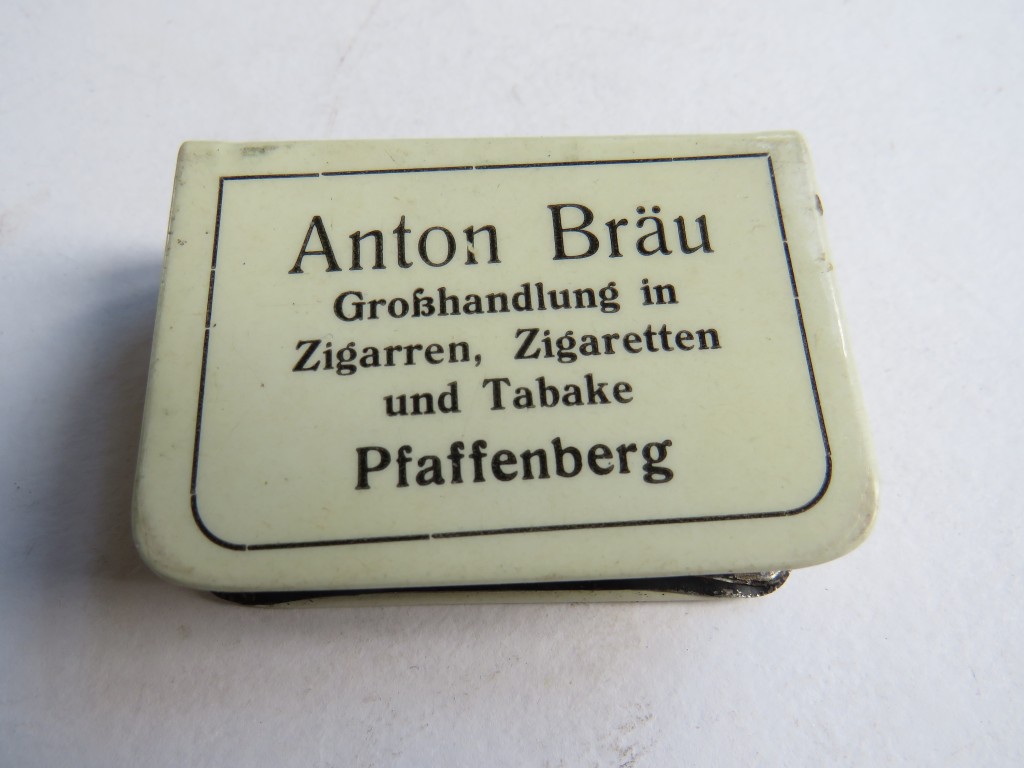 Anton Bräu
Großhandlung in
Zigarren, Zigaretten
und Tabake
Pfaffenberg